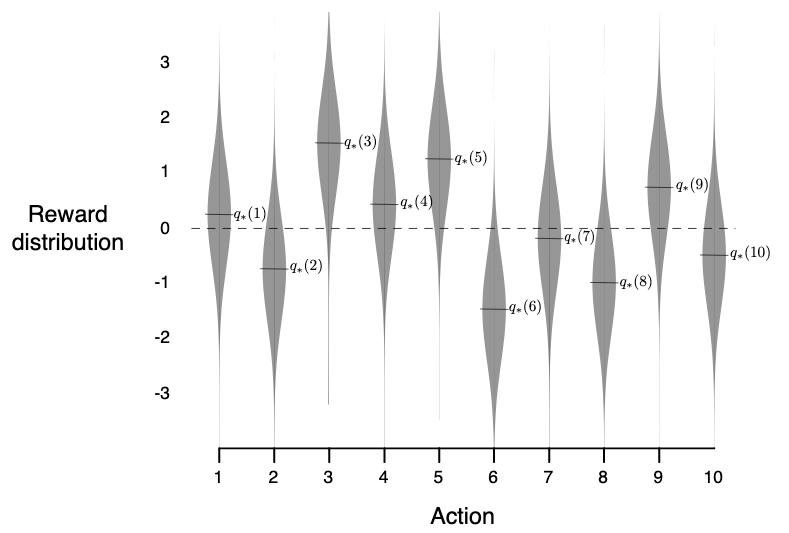 3
2
1
0
-1
-2
-3
Reward
distribution
q∗(1)
q∗(2)
q∗(3)
q∗(4)
q∗(5)
q∗(6)
q∗(7)
q∗(8)
q∗(9)
q∗(10)
1 2 3 4 5 6 7 8 9 10
Action